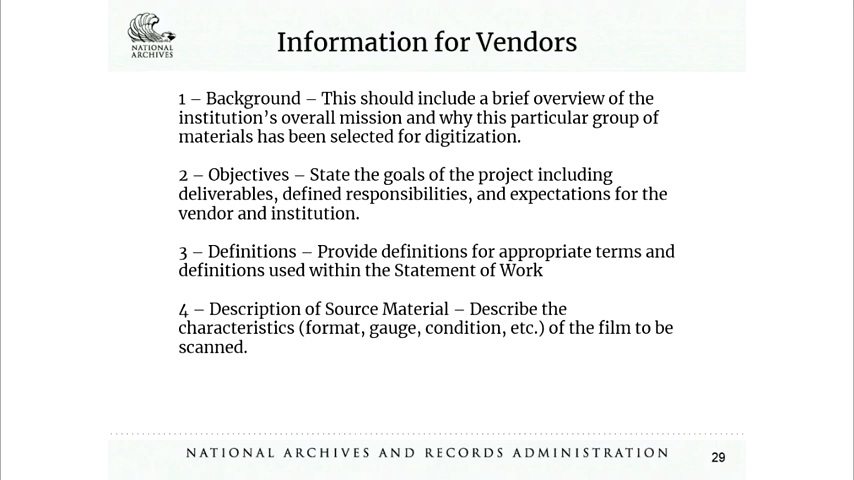 NATIONAL
ARCHIVES
Information for Vendors
1 – Background – This should include a brief overview of the
institution's overall mission and why this particular group of
materials has been selected for digitization.
2 – Objectives – State the goals of the project including
deliverables, defined responsibilities, and expectations for the
vendor and institution.
3 – Definitions – Provide definitions for appropriate terms and
definitions used within the Statement of Work
4 – Description of Source Material – Describe the
characteristics (format, gauge, condition, etc.) of the film to be
scanned.
NATIONAL ARCHIVES AND RECORDS ADMINISTRATION
29